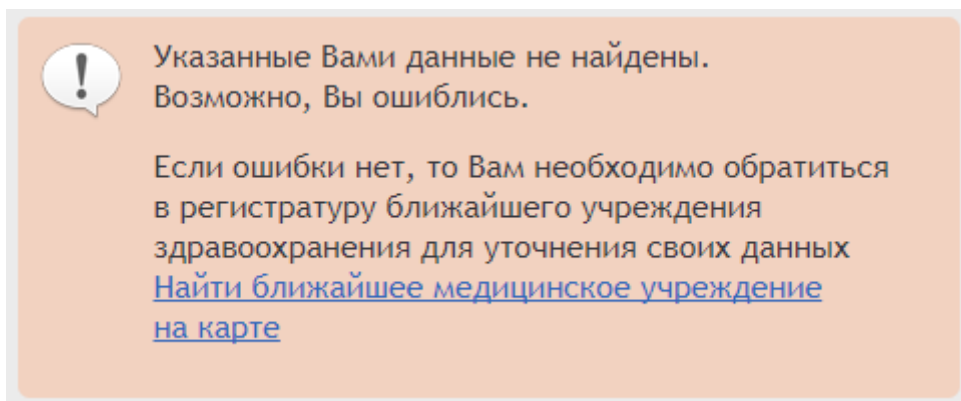 Указанные Вами данные не найдены.
Возможно, Вы ошиблись.
Если ошибки нет, то Вам необходимо обратиться
в регистратуру ближайшего учреждения
здравоохранения для уточнения своих данных
Найти ближайшее медицинское учреждение
на карте